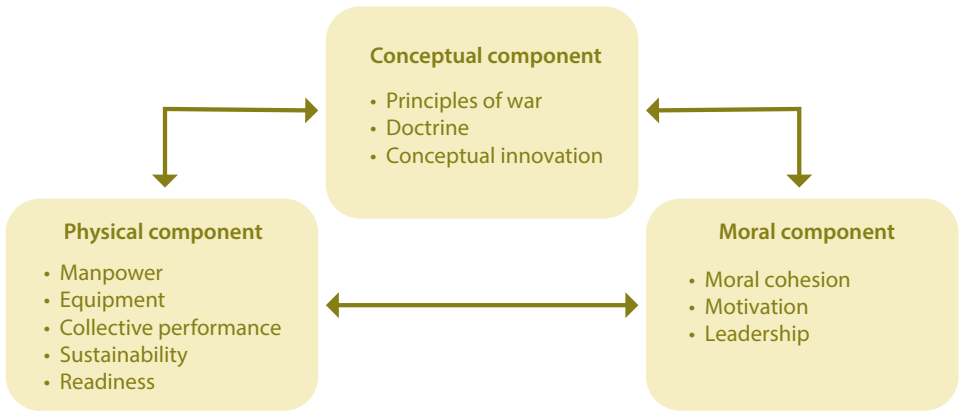 Conceptual component
• Principles of war
• Doctrine
• Conceptual innovation
Physical component
• Manpower
• Equipment
• Collective performance
• Sustainability
• Readiness
Moral component
• Moral cohesion
• Motivation
• Leadership